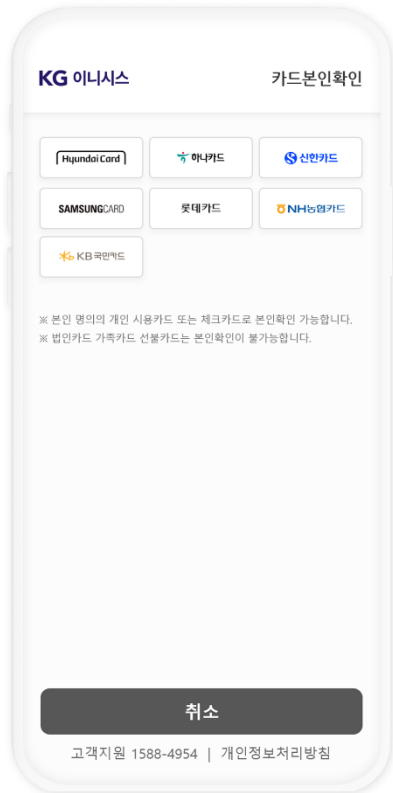 KG 이니시스 카드본인확인
Hyundai Card 하나카드 신한카드
SAMSUNG CARD 롯데카드 NH농협카드
KB국민카드
※ 본인 명의의 개인 시용카드 또는 체크카드로 본인확인 가능합니다.
※ 법인카드 가족카드 선불카드는 본인확인이 불가능합니다.
취소
고객지원 1588-4954 | 개인정보처리방침